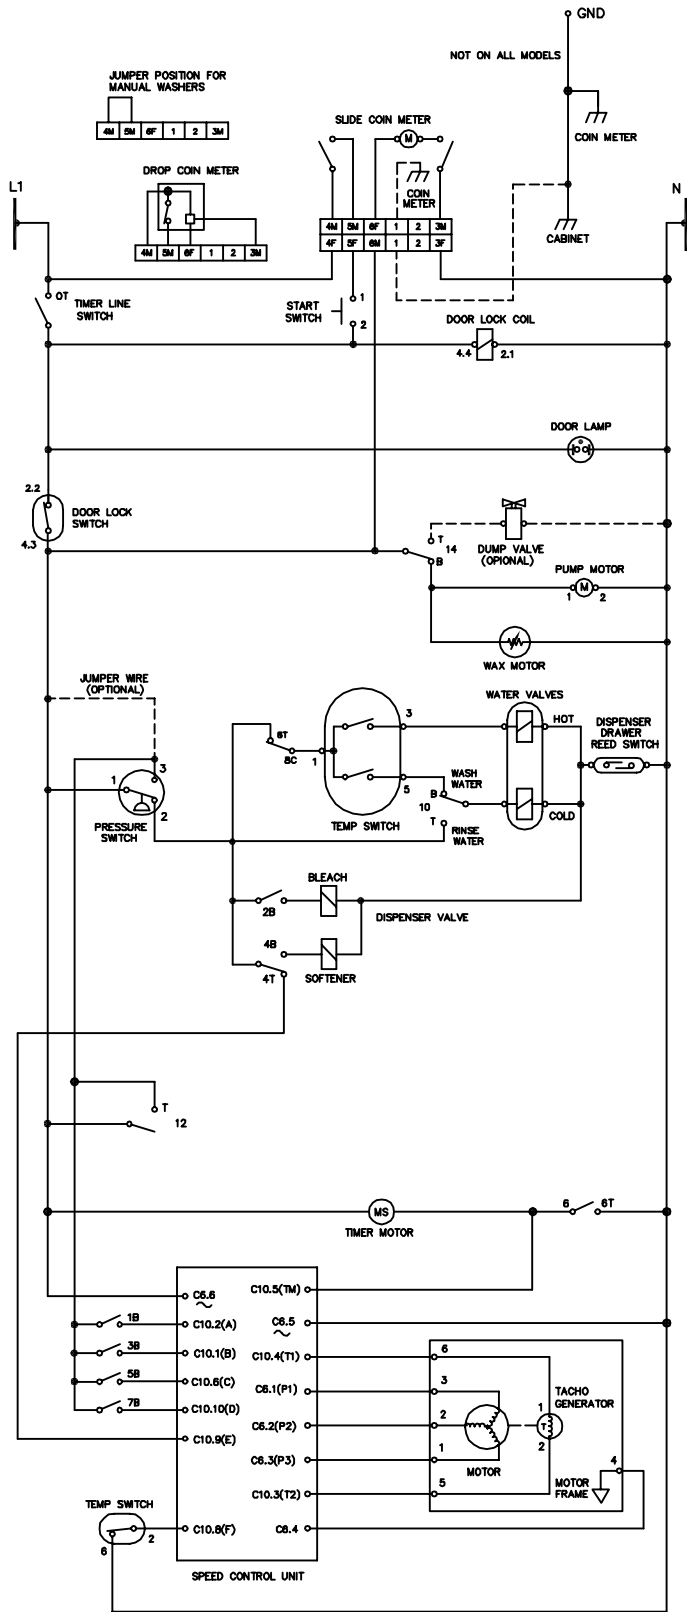 GND
NOT ON ALL MODELS
JUMPER POSITION FOR
MANUAL WASHERS
4M 5M 6F 1 2 3M
SLIDE COIN METER
M
COIN METER
DROP COIN METER
COIN
METER
L1
N
4M 5M 6F 1 2 3M
4F 5F 6M 1 2 3F
CABINET
4M 5M 6F 1 2 3M
OT
TIMER LINE
SWITCH
START
SWITCH
1
2
DOOR LOCK COIL
4.4
2.1
DOOR LAMP
2.2
DOOR LOCK
SWITCH
4.3
T
14
B
DUMP VALVE
(OPIONAL)
PUMP MOTOR
1
M
2
WAX MOTOR
JUMPER WIRE
(OPTIONAL)
WATER VALVES
3
HOT
DISPENSER
DRAWER
REED SWITCH
6T
8C
1
3
1
2
PRESSURE
SWITCH
5
WASH
WATER
B
10
T
RINSE
WATER
COLD
TEMP SWITCH
BLEACH
2B
DISPENSER VALVE
4B
4T
SOFTENER
T
12
MS
TIMER MOTOR
6
6T
C6.6
C10.5(TM)
1B
C10.2(A)
C6.5
3B
C10.1(B)
C10.4(T1)
6
5B
C10.6(C)
C6.1(P1)
3
TACHO
GENERATOR
7B
C10.10(D)
C6.2(P2)
2
1
T
2
C10.9(E)
C6.3(P3)
1
MOTOR
4
C10.3(T2)
5
MOTOR
FRAME
TEMP SWITCH
6
2
C10.8(F)
C6.4
SPEED CONTROL UNIT